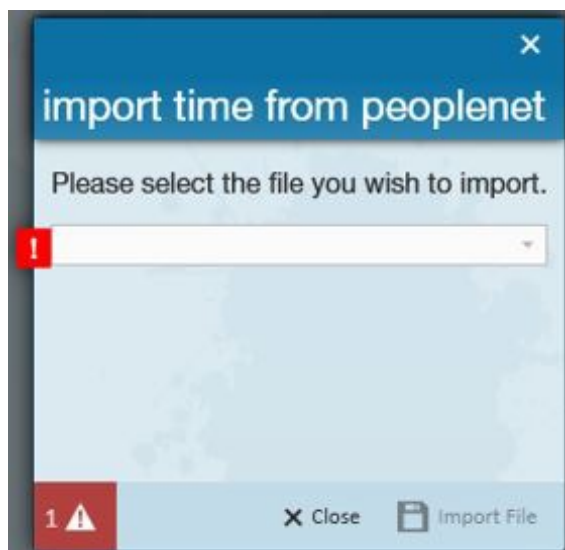 import time from peoplenet
Please select the file you wish to import.
!
1
Close
Import File